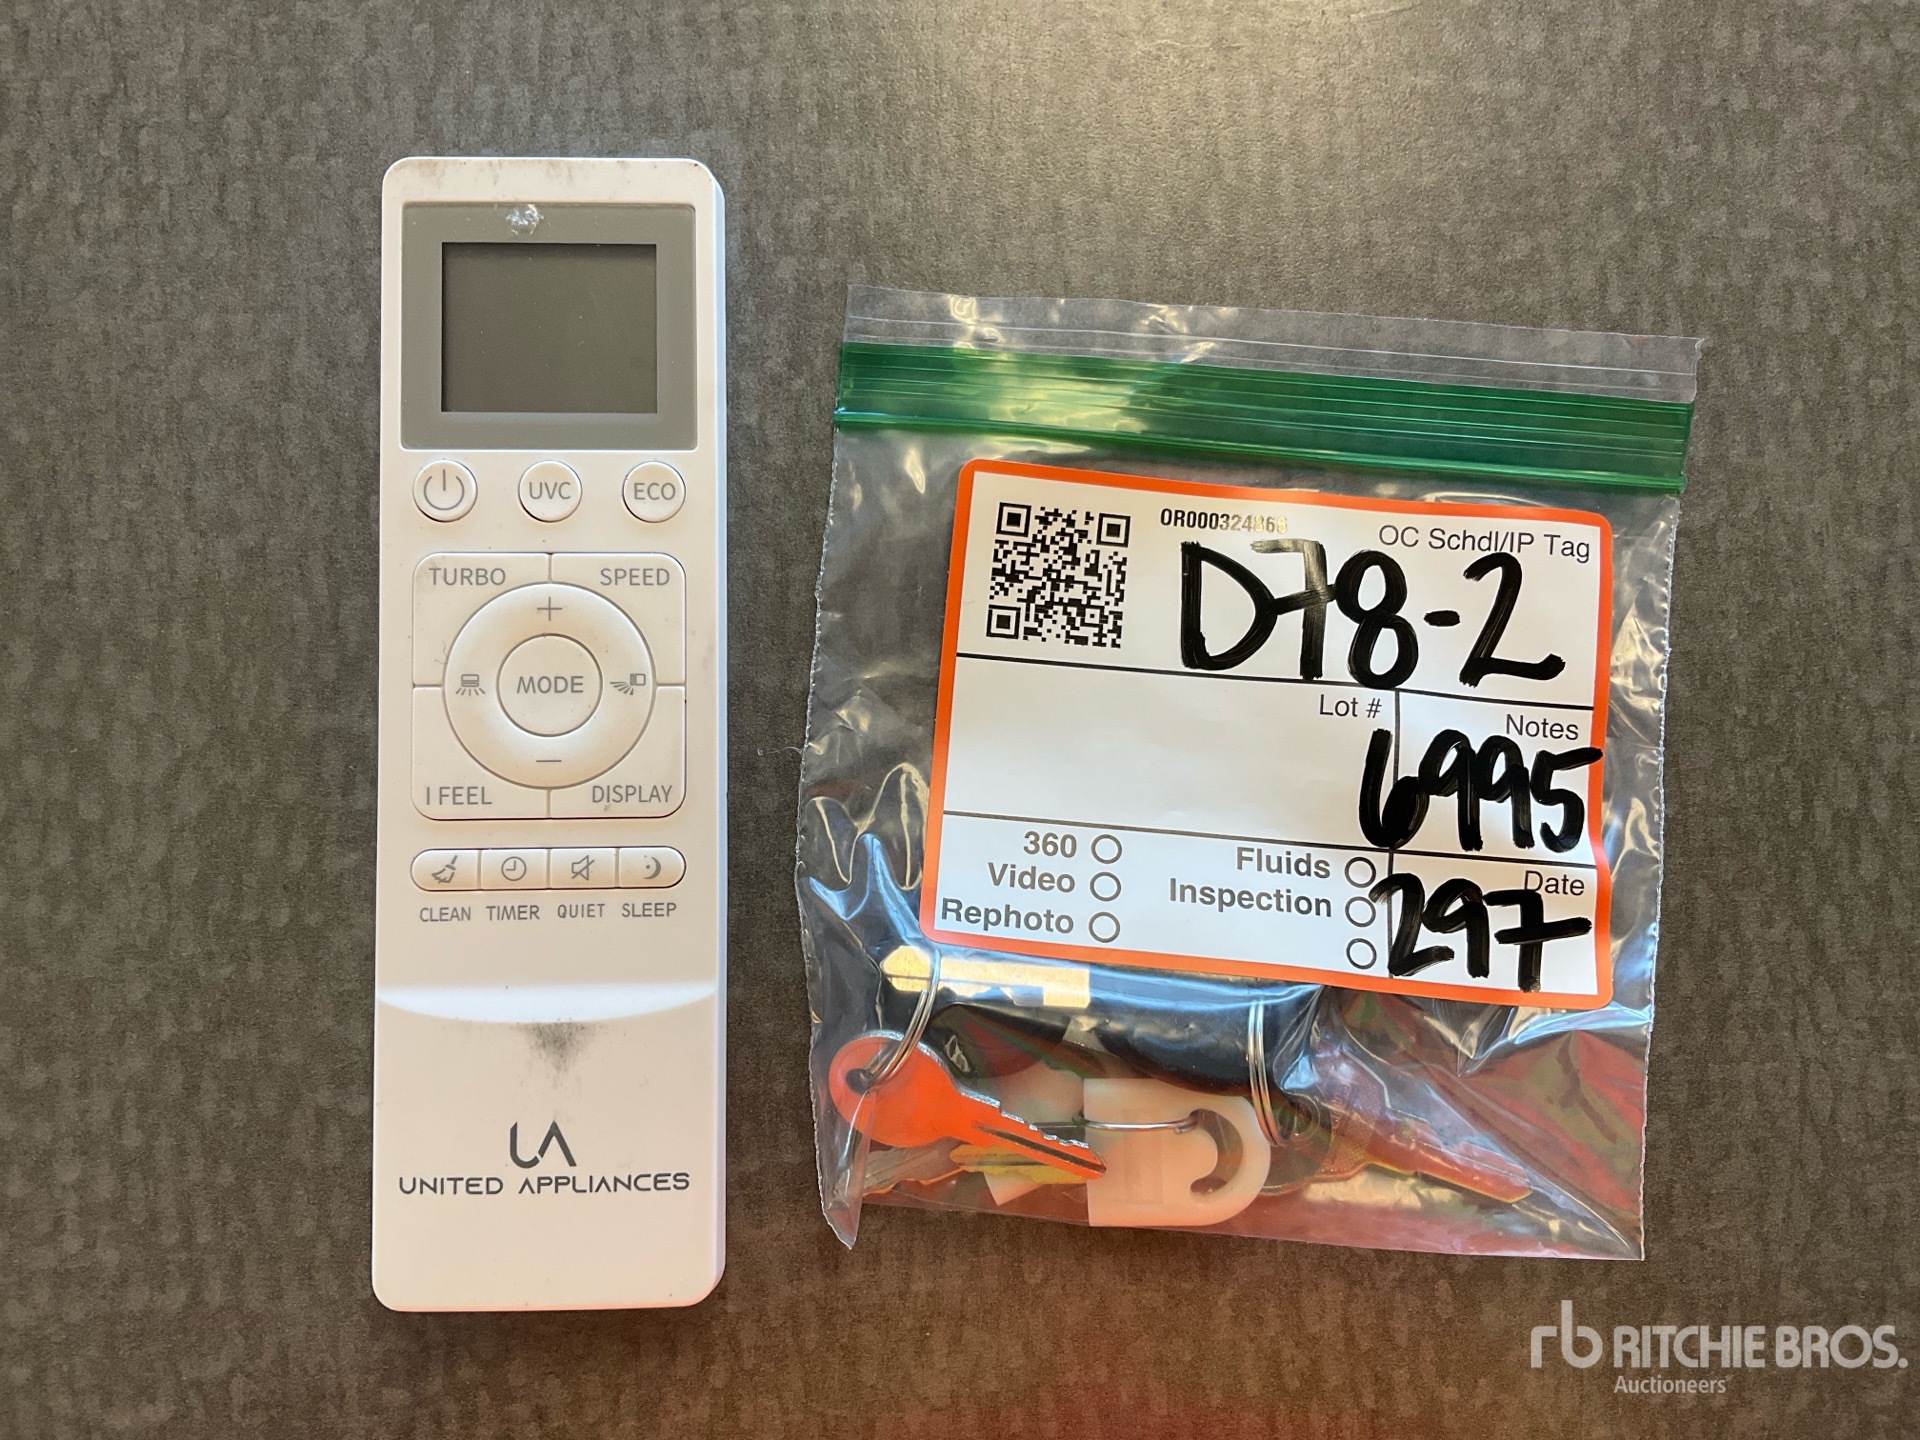 UVC ECO
TURBO SPEED
+
MODE
−
I FEEL DISPLAY
CLEAN TIMER QUIET SLEEP
UA
UNITED APPLIANCES
OR000324866
OC Schdl/IP Tag
D78-2
Lot #
Notes
6995
360
Video
Rephoto
Fluids
Inspection
Date
297
rb RITCHIE BROS.
Auctioneers